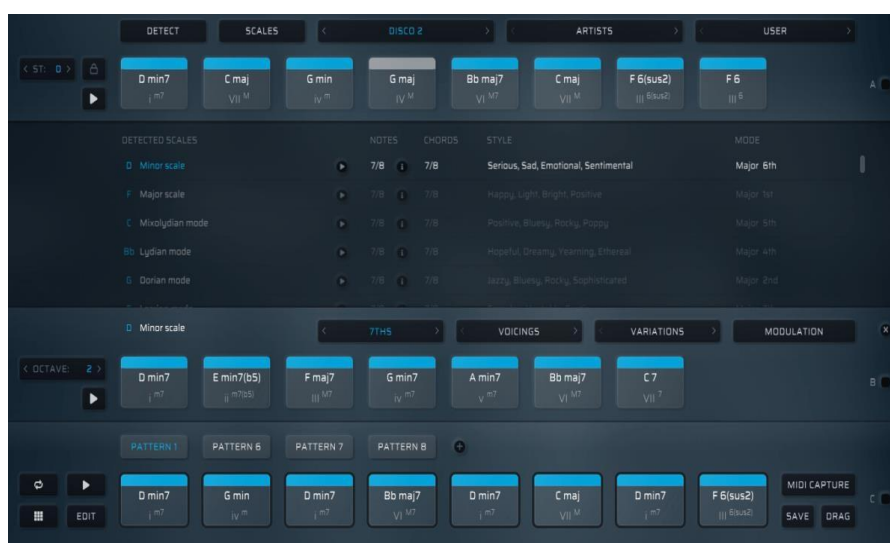 DETECT SCALES < DISCO 2 > < ARTISTS > < USER >
< ST: D >
D min7 C maj G min G maj Bb maj7 C maj F 6(sus2) F 6
i m7 VII M iv m IV M VI M7 VII M III 6(sus2) III 6
A
DETECTED SCALES NOTES CHORDS STYLE MODE
D Minor scale 7/8 i 7/8 Serious, Sad, Emotional, Sentimental Major 6th
F Major scale 7/8 i 7/8 Happy, Light, Bright, Positive Major 1st
C Mixolydian mode 7/8 i 7/8 Positive, Bluesy, Rocky, Poppy Major 5th
Bb Lydian mode 7/8 i 7/8 Hopeful, Dreamy, Yearning, Ethereal Major 4th
G Dorian mode 7/8 i 7/8 Jazzy, Bluesy, Rocky, Sophisticated Major 2nd
D Minor scale < 7THS > < VOICINGS > < VARIATIONS > MODULATION X
< OCTAVE: 2 >
D min7 E min7(b5) F maj7 G min7 A min7 Bb maj7 C 7
i m7 ii m7(b5) III M7 iv m7 v m7 VI M7 VII 7
B
PATTERN 1 PATTERN 6 PATTERN 7 PATTERN 8 +
D min7 G min D min7 Bb maj7 D min7 C maj D min7 F 6(sus2)
i m7 iv m i m7 VI M7 i m7 VII M i m7 III 6(sus2)
MIDI CAPTURE
C
EDIT SAVE DRAG